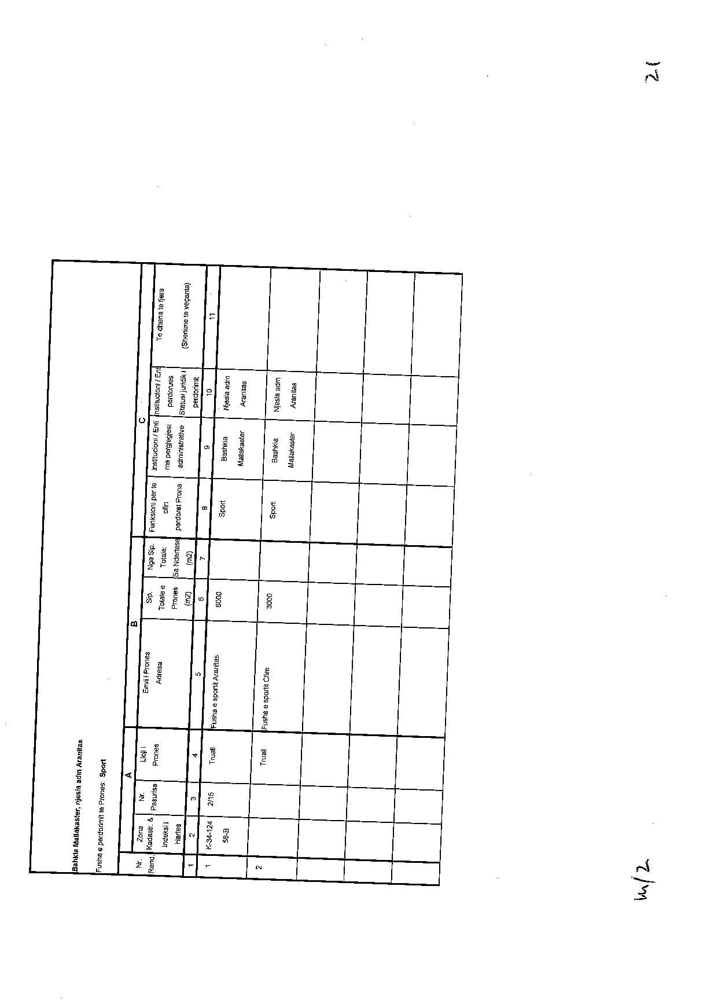 Bahkia Mallakaster, njesia adm Aranitas
Fusha e perdorimit te Prones: Sport
A B C
Nr. Rend. | Zona Kadastr. & Indeksi i Hartes | Nr. Pasurise | Lloji i Prones | Emri i Prones Adresa | Sip. Totale e Prones (m2) | Nga Sip. Totale: Sa Ndertese (m2) | Funksioni per te cilin perdoret Prona | Institucioni / Enti me pergjegjesi administrative | Institucioni / Ent perdorues Statusi juridik i perdorimit | Te dhena te tjera (Shenime te veçanta)
1 2 3 4 5 6 7 8 9 10 11
1 K-34-124 58-B 2/15 Truall Fusha e sportit Aranitas 6000 Sport Bashkia Mallakaster Njesia adm Aranitas
2 Truall Fusha e sportit Cfire 3000 Sport Bashkia Mallakaster Njesia adm Aranitas
21